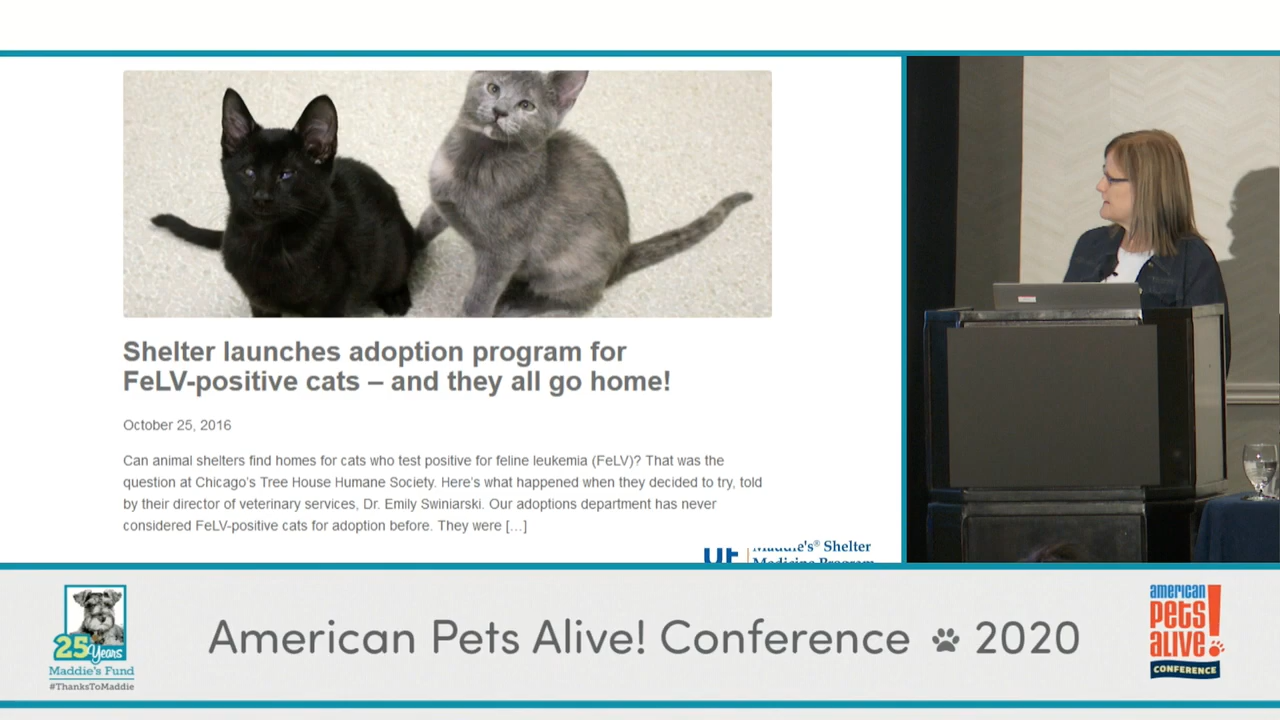 Shelter launches adoption program for
FeLV-positive cats – and they all go home!
October 25, 2016
Can animal shelters find homes for cats who test positive for feline leukemia (FeLV)? That was the
question at Chicago's Tree House Humane Society. Here's what happened when they decided to try, told
by their director of veterinary services, Dr. Emily Swiniarski. Our adoptions department has never
considered FeLV-positive cats for adoption before. They were […]
UF
Maddie's® Shelter
Medicine Program
25 Years
Maddie's Fund
#ThanksToMaddie
American Pets Alive! Conference 2020
american
pets
alive!
CONFERENCE